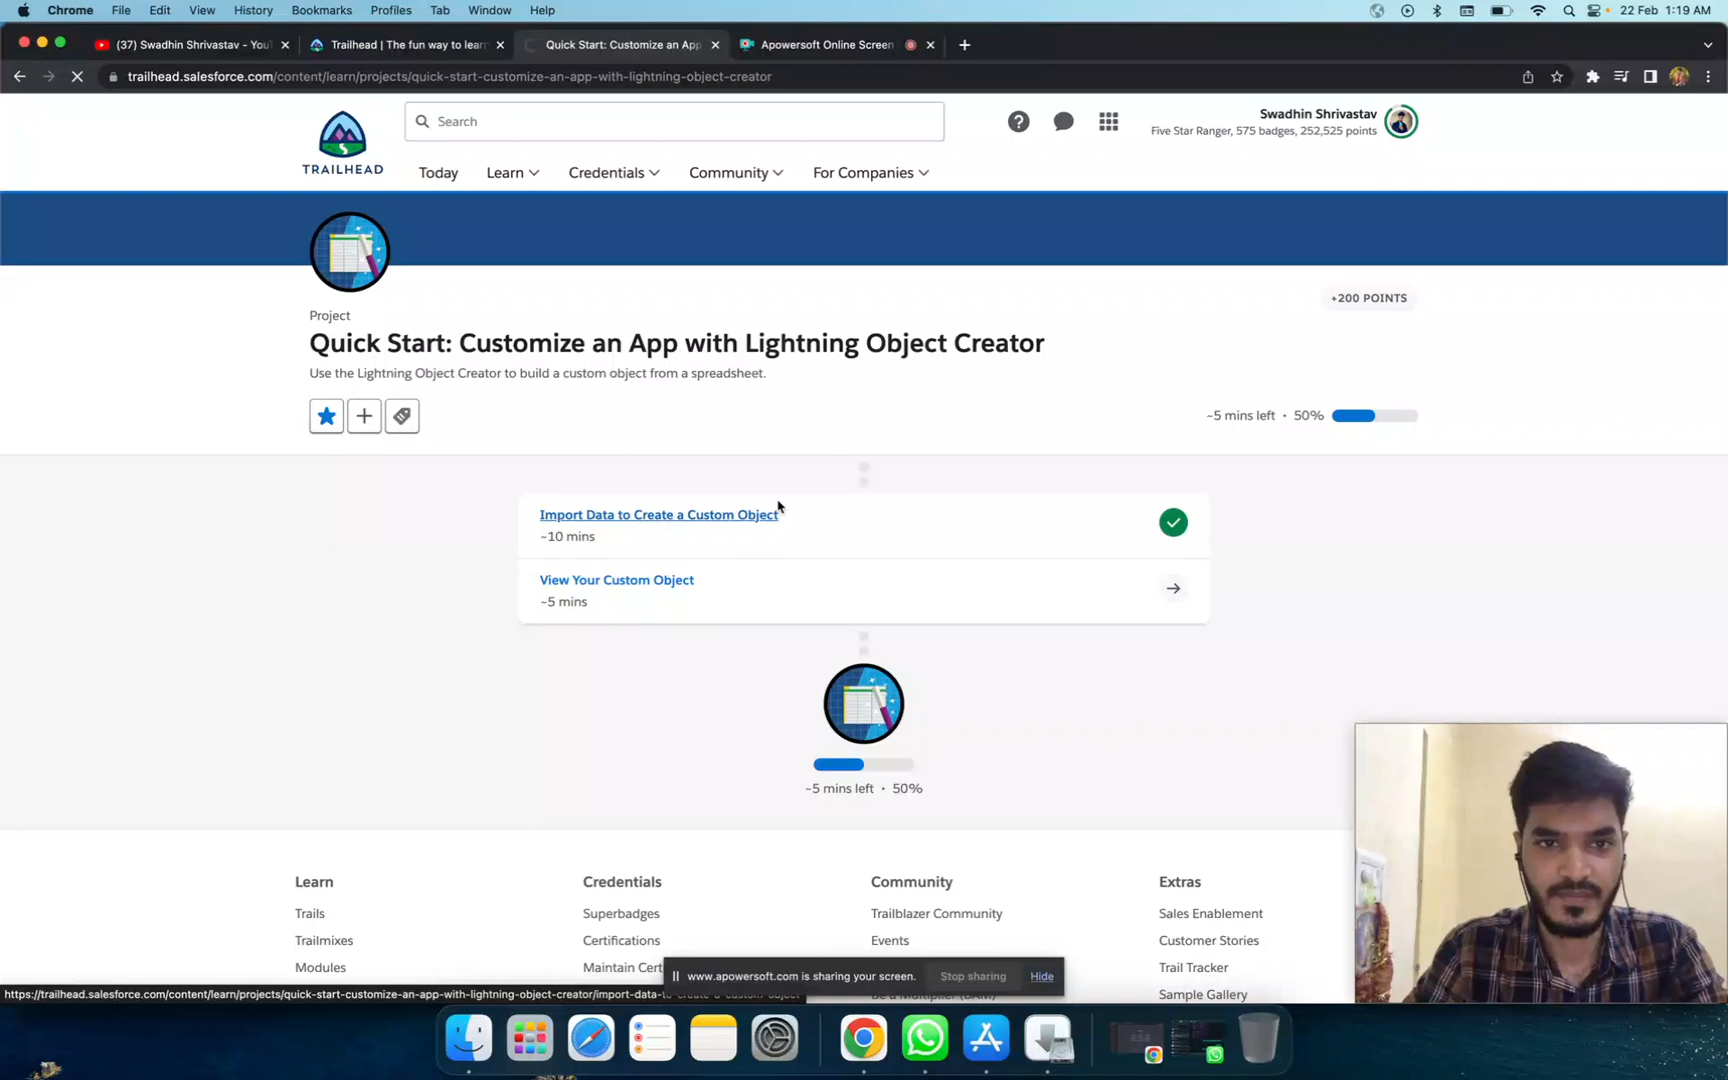 Chrome File Edit View History Bookmarks Profiles Tab Window Help 22 Feb 1:19 AM
(37) Swadhin Shrivastav - You Trailhead | The fun way to learn Quick Start: Customize an App Apowersoft Online Screen
trailhead.salesforce.com/content/learn/projects/quick-start-customize-an-app-with-lightning-object-creator
TRAILHEAD
Search
Swadhin Shrivastav
Five Star Ranger, 575 badges, 252,525 points
Today Learn Credentials Community For Companies
+200 POINTS
Project
Quick Start: Customize an App with Lightning Object Creator
Use the Lightning Object Creator to build a custom object from a spreadsheet.
~5 mins left • 50%
Import Data to Create a Custom Object
~10 mins
View Your Custom Object
~5 mins
~5 mins left • 50%
Learn Credentials Community Extras
Trails Superbadges Trailblazer Community Sales Enablement
Trailmixes Certifications Events Customer Stories
Modules Maintain Cert Trail Tracker
www.apowersoft.com is sharing your screen. Stop sharing Hide
Sample Gallery
https://trailhead.salesforce.com/content/learn/projects/quick-start-customize-an-app-with-lightning-object-creator/import-data-to-create-a-custom-object